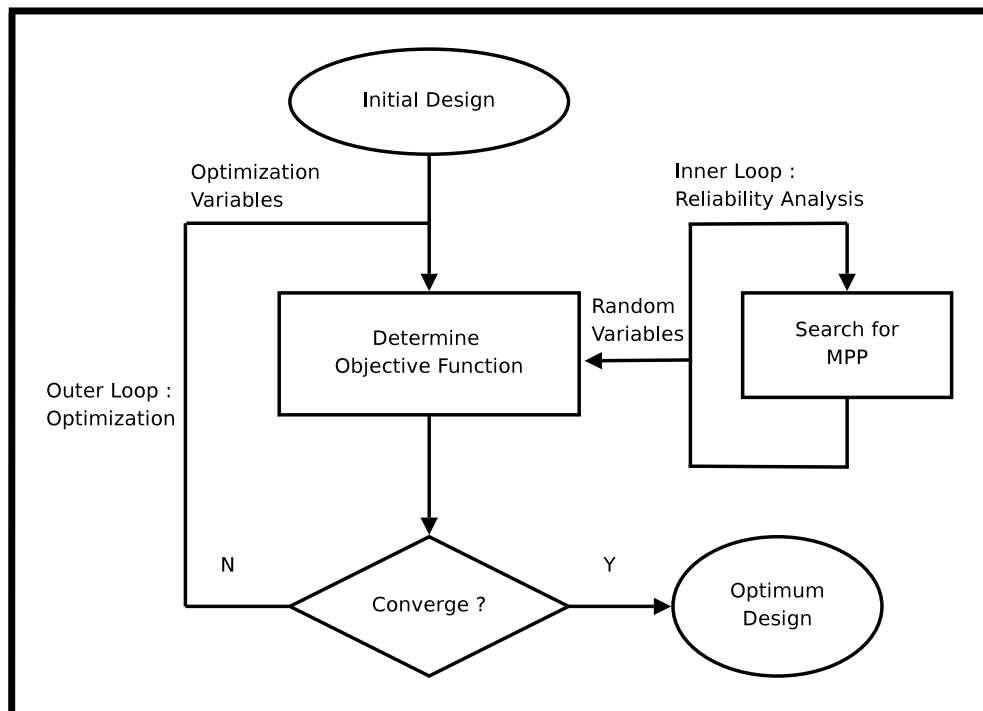 Initial Design
Optimization
Variables
Inner Loop :
Reliability Analysis
Determine
Objective Function
Random
Variables
Search for
MPP
Outer Loop :
Optimization
N
Converge ?
Y
Optimum
Design